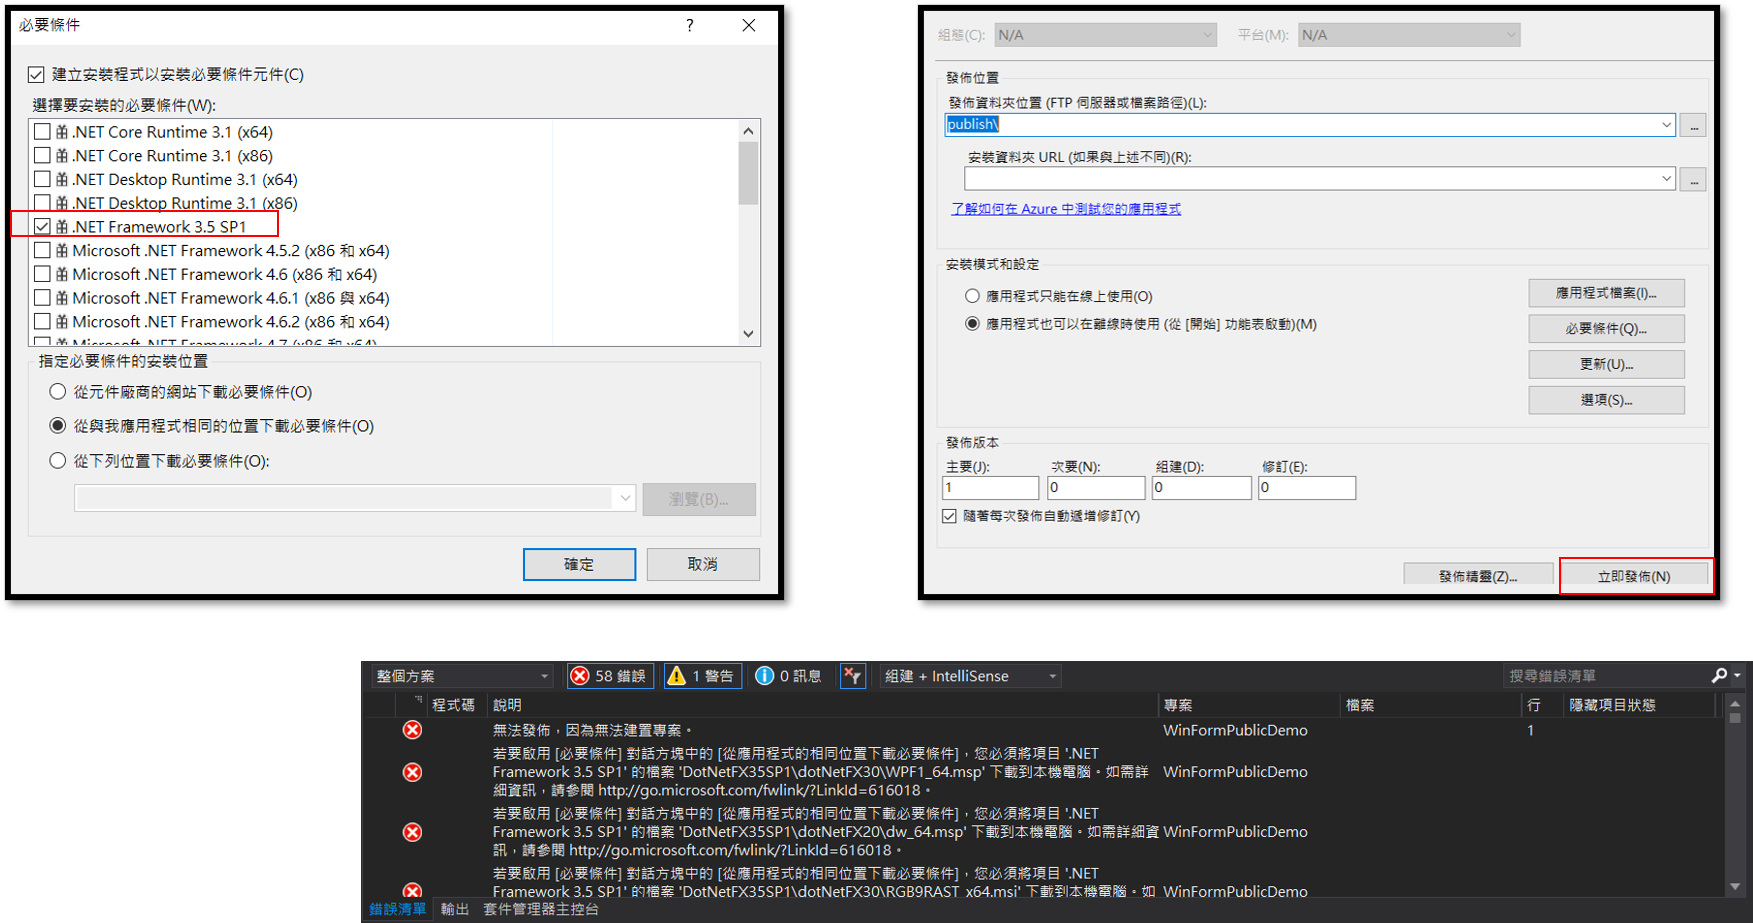 必要條件
?
建立安裝程式以安裝必要條件元件(C)
選擇要安裝的必要條件(W):
.NET Core Runtime 3.1 (x64)
.NET Core Runtime 3.1 (x86)
.NET Desktop Runtime 3.1 (x64)
.NET Desktop Runtime 3.1 (x86)
.NET Framework 3.5 SP1
Microsoft .NET Framework 4.5.2 (x86 和 x64)
Microsoft .NET Framework 4.6 (x86 和 x64)
Microsoft .NET Framework 4.6.1 (x86 與 x64)
Microsoft .NET Framework 4.6.2 (x86 和 x64)
Microsoft .NET Framework 4.7 (x86 和 x64)
指定必要條件的安裝位置
從元件廠商的網站下載必要條件(O)
從與我應用程式相同的位置下載必要條件(O)
從下列位置下載必要條件(O):
瀏覽(B)...
確定
取消
組態(C):
N/A
平台(M):
N/A
發佈位置
發佈資料夾位置 (FTP 伺服器或檔案路徑)(L):
publish\
...
安裝資料夾 URL (如果與上述不同)(R):
...
了解如何在 Azure 中測試您的應用程式
安裝模式和設定
應用程式只能在線上使用(O)
應用程式也可以在離線時使用 (從 [開始] 功能表啟動)(M)
應用程式檔案(I)...
必要條件(Q)...
更新(U)...
選項(S)...
發佈版本
主要(J):
次要(N):
組建(D):
修訂(E):
1
0
0
0
隨著每次發佈自動遞增修訂(Y)
發佈精靈(Z)...
立即發佈(N)
整個方案
58 錯誤
1 警告
0 訊息
組建 + IntelliSense
搜尋錯誤清單
程式碼
說明
專案
檔案
行
隱藏項目狀態
無法發佈，因為無法建置專案。
WinFormPublicDemo
1
若要啟用 [必要條件] 對話方塊中的 [從應用程式的相同位置下載必要條件]，您必須將項目 '.NET
Framework 3.5 SP1' 的檔案 'DotNetFX35SP1\dotNetFX30\WPF1_64.msp' 下載到本機電腦。如需詳
細資訊，請參閱 http://go.microsoft.com/fwlink/?LinkId=616018。
WinFormPublicDemo
若要啟用 [必要條件] 對話方塊中的 [從應用程式的相同位置下載必要條件]，您必須將項目 '.NET
Framework 3.5 SP1' 的檔案 'DotNetFX35SP1\dotNetFX20\dw_64.msp' 下載到本機電腦。如需詳細資
訊，請參閱 http://go.microsoft.com/fwlink/?LinkId=616018。
WinFormPublicDemo
若要啟用 [必要條件] 對話方塊中的 [從應用程式的相同位置下載必要條件]，您必須將項目 '.NET
Framework 3.5 SP1' 的檔案 'DotNetFX35SP1\dotNetFX30\RGB9RAST_x64.msi' 下載到本機電腦。如
WinFormPublicDemo
錯誤清單
輸出
套件管理器主控台